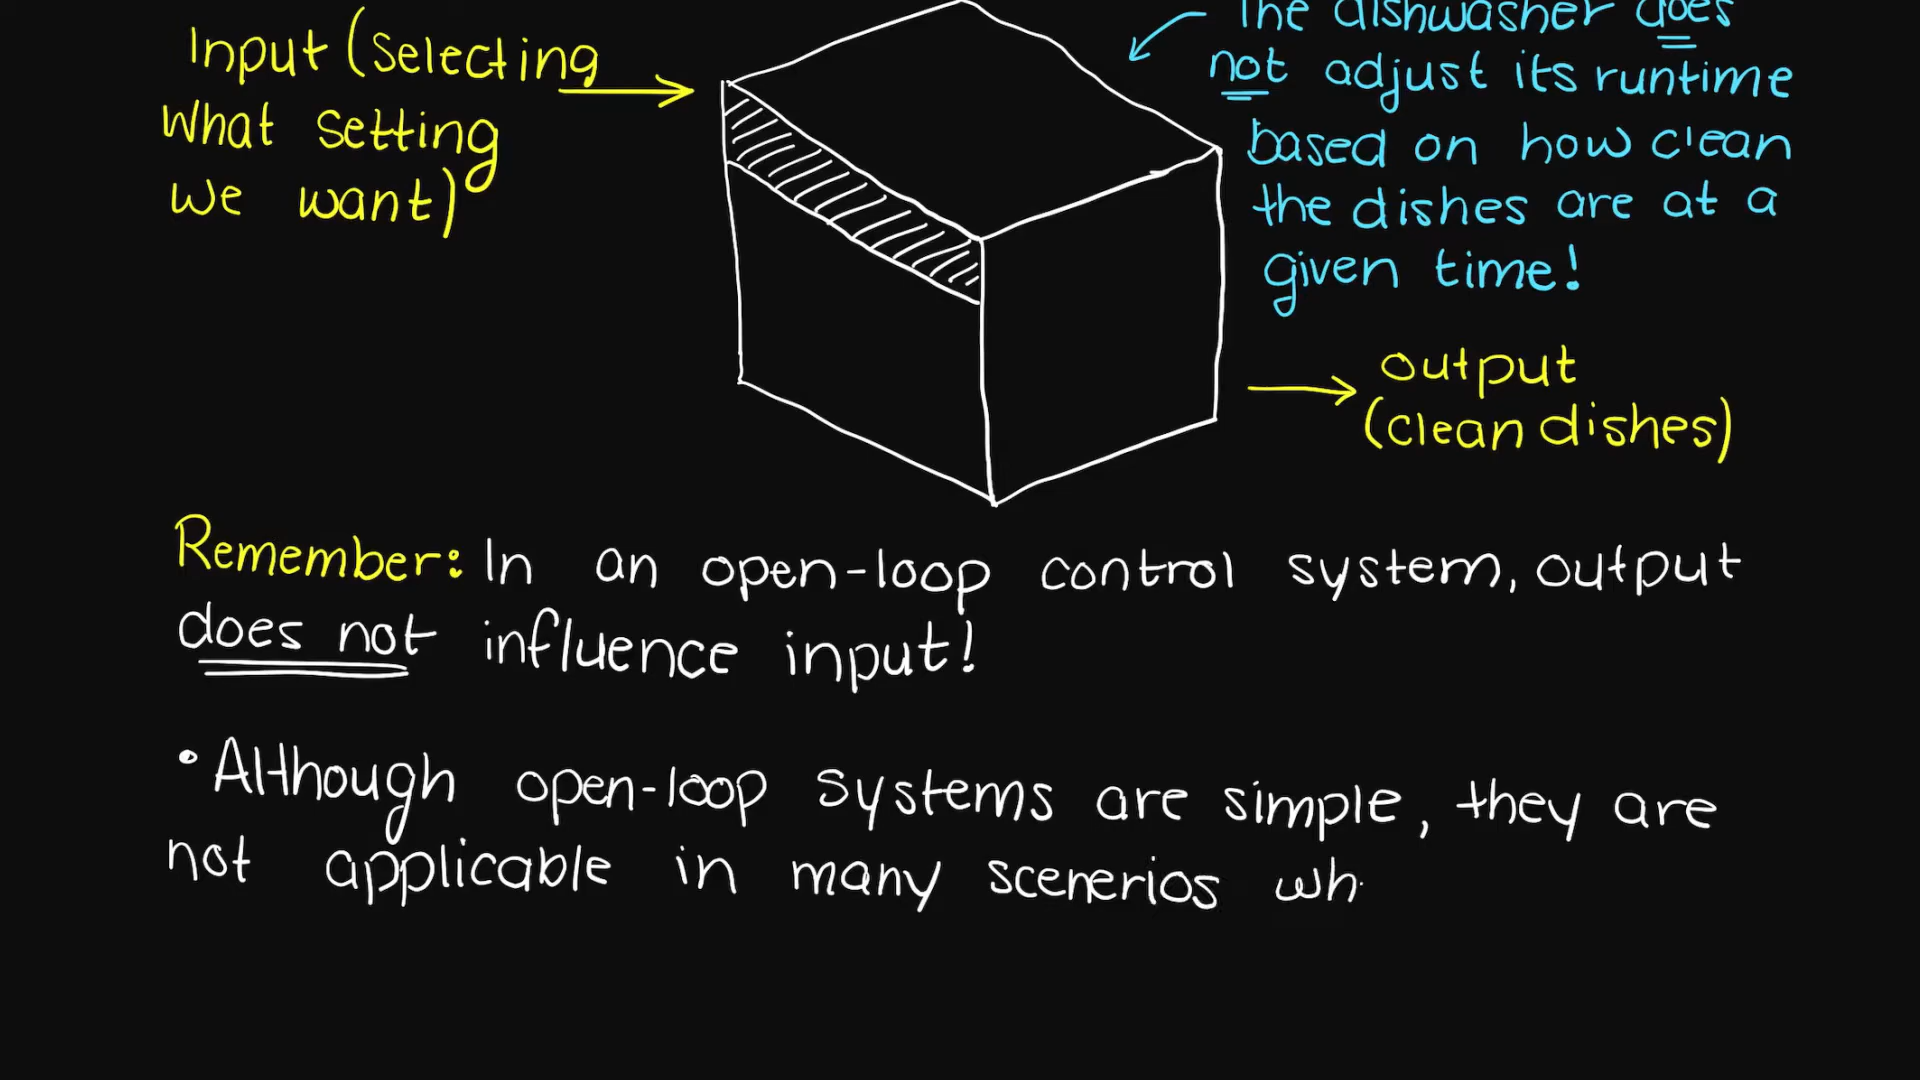 Input (selecting
what setting
we want)
The dishwasher does
not adjust its runtime
based on how clean
the dishes are at a
given time!
output
(clean dishes)
Remember: In an open-loop control system, output
does not influence input!
• Although open-loop systems are simple, they are
not applicable in many scenerios wh